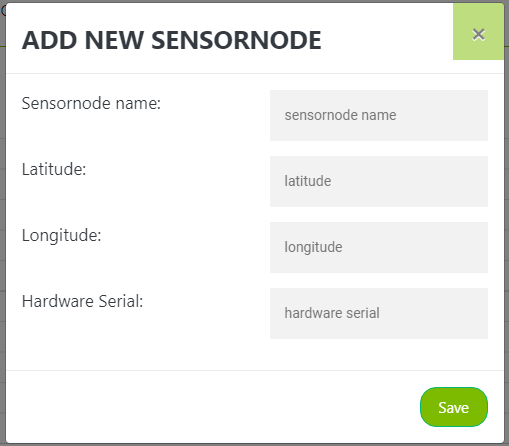 ADD NEW SENSORNODE
×
Sensornode name:
sensornode name
Latitude:
latitude
Longitude:
longitude
Hardware Serial:
hardware serial
Save